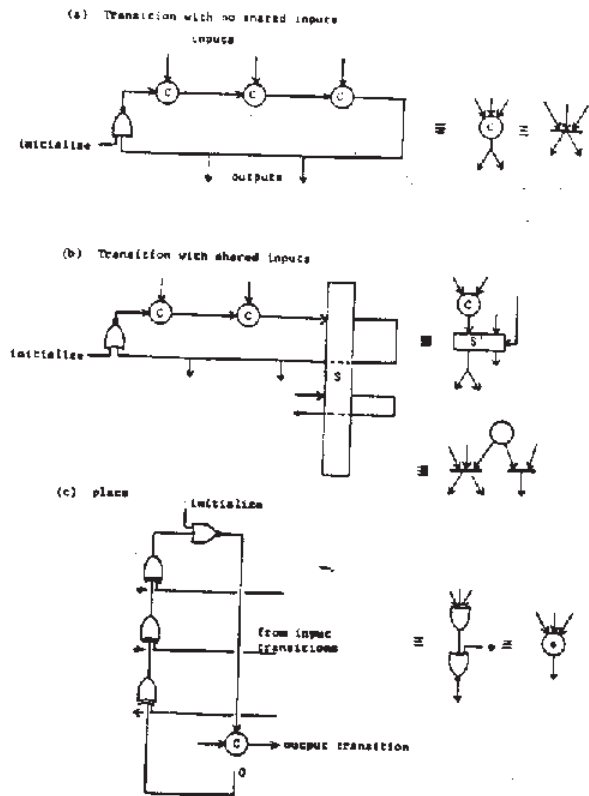 (a) Transition with no shared inputs
inputs
C C C
initialize
outputs
≡ C ≡
(b) Transition with shared inputs
C C
initialize
S
C
≡ S'
≡
(c) place
initialize
from input
transitions
≡ ≡
C
output transition